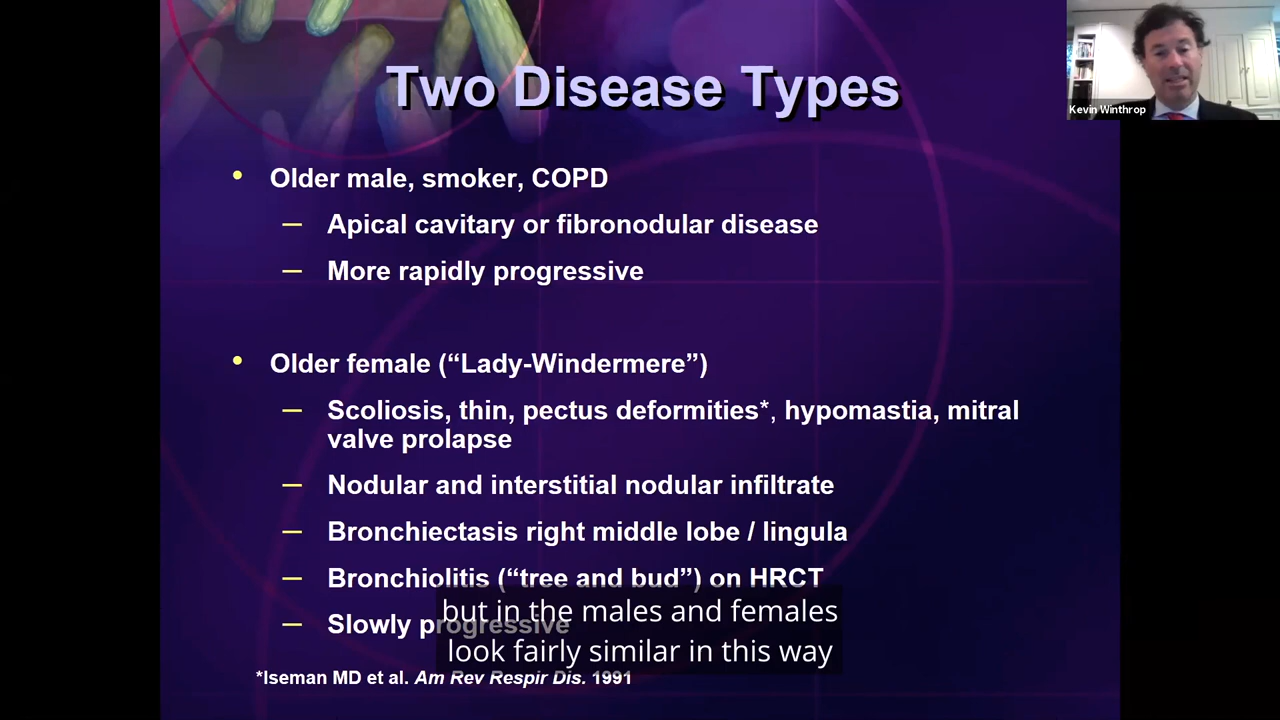 Two Disease Types
Kevin Winthrop
• Older male, smoker, COPD
– Apical cavitary or fibronodular disease
– More rapidly progressive
• Older female (“Lady-Windermere”)
– Scoliosis, thin, pectus deformities*, hypomastia, mitral
valve prolapse
– Nodular and interstitial nodular infiltrate
– Bronchiectasis right middle lobe / lingula
– Bronchiolitis (“tree and bud”) on HRCT
– Slowly progressive
but in the males and females
look fairly similar in this way
*Iseman MD et al. Am Rev Respir Dis. 1991